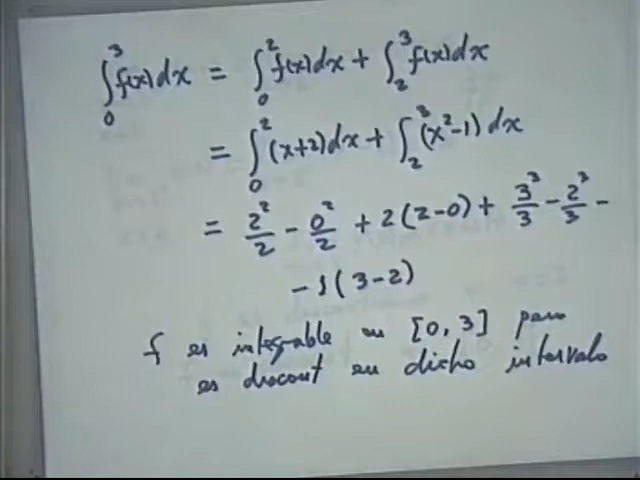 ∫₀³ f(x)dx = ∫₀² f(x)dx + ∫₂³ f(x)dx
= ∫₀² (x+2)dx + ∫₂³ (x²-1)dx
= 2²/2 - 0²/2 + 2(2-0) + 3³/3 - 2³/3 -
- 1(3-2)
f es integrable en [0,3] pero
es discont en dicho intervalo